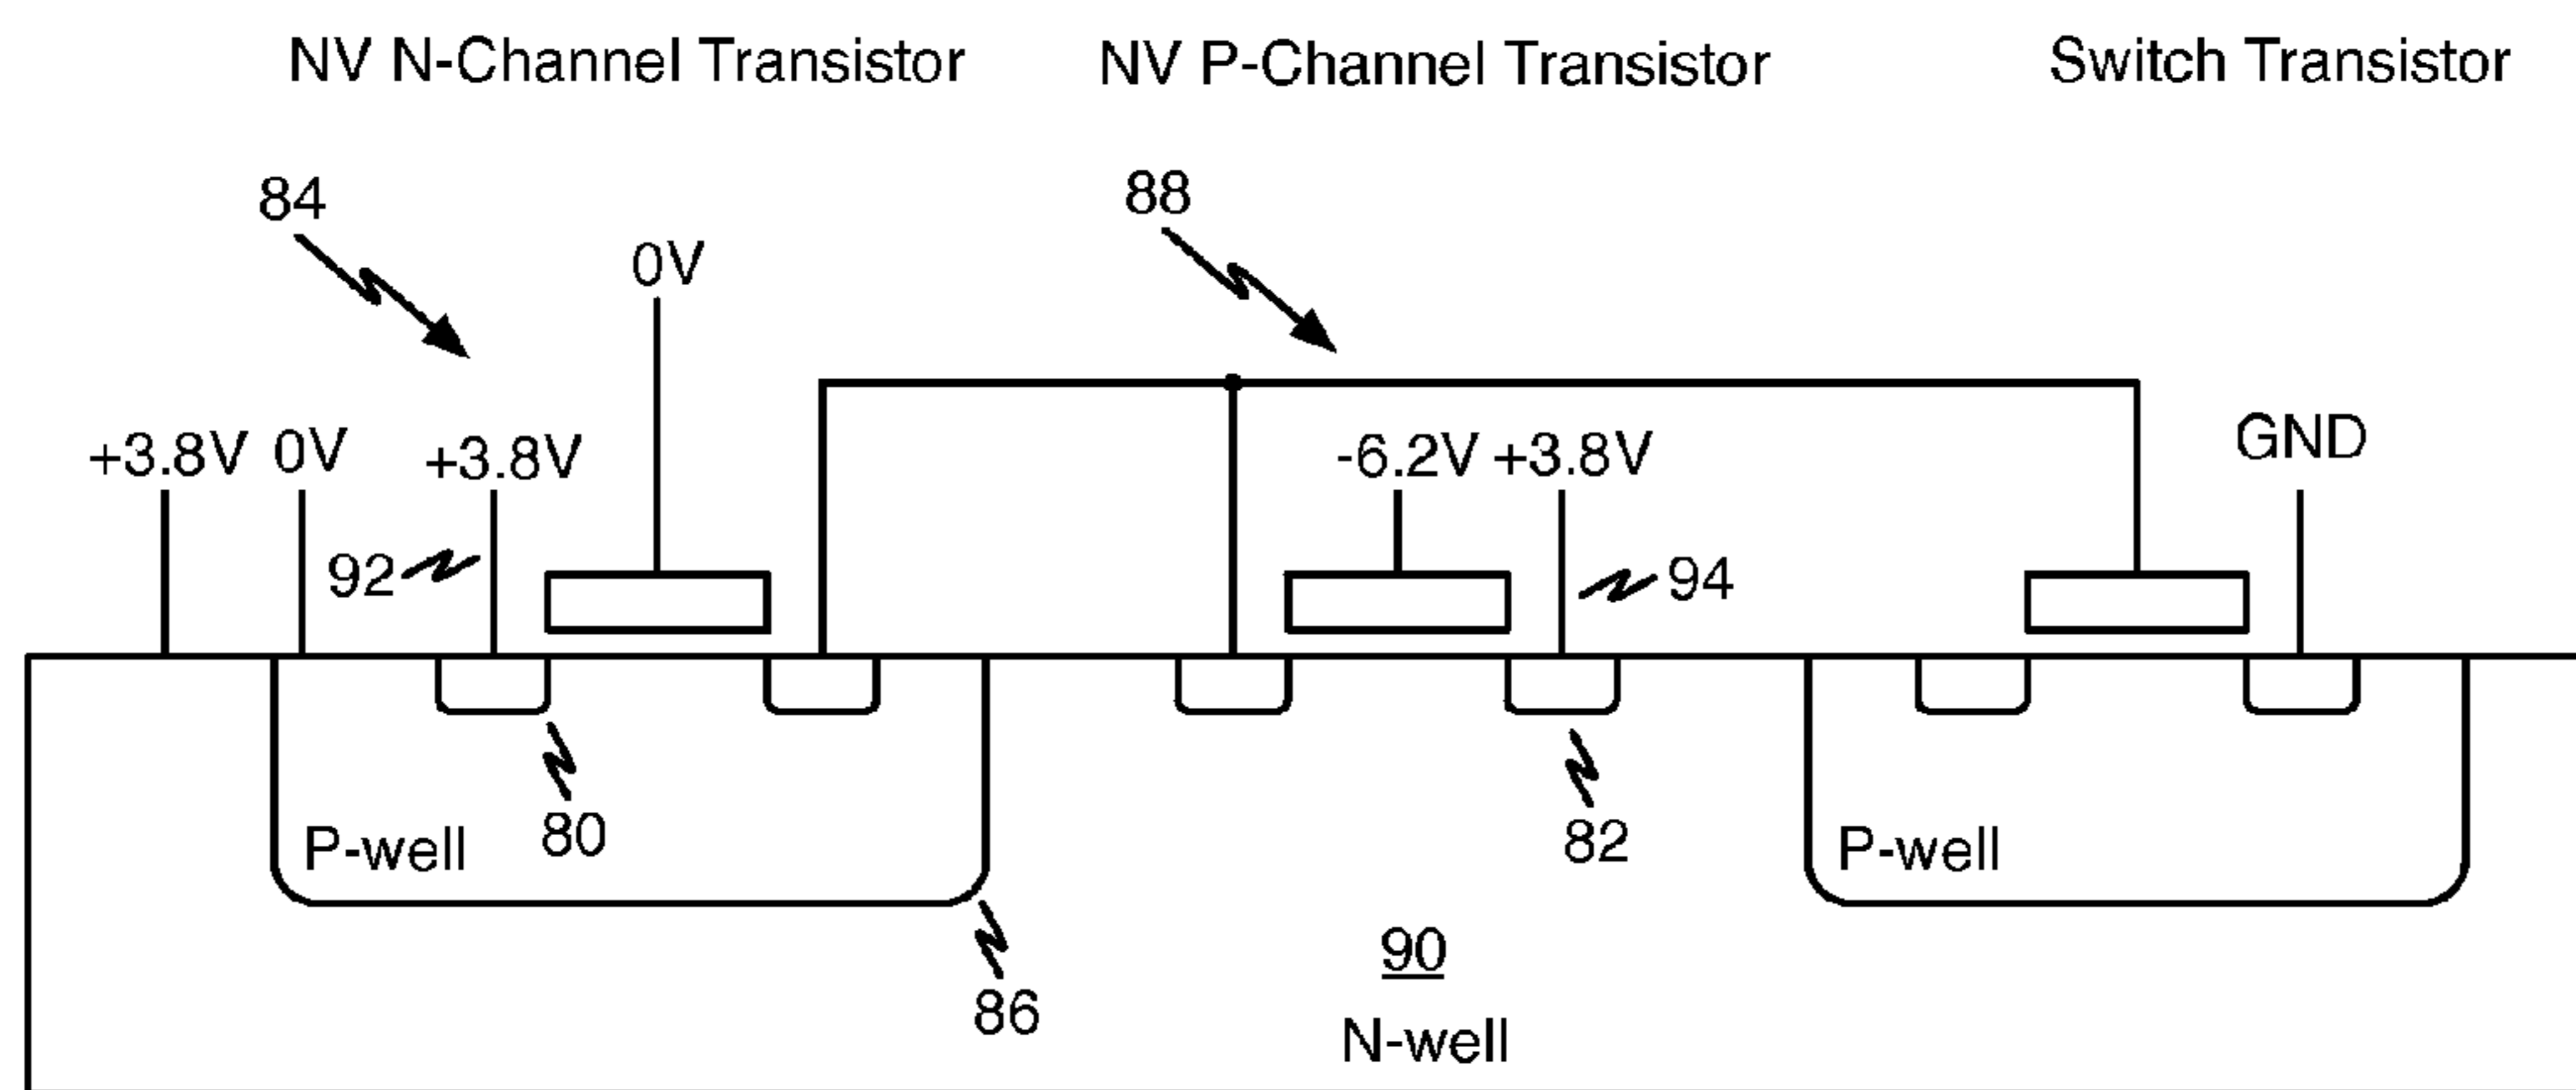 NV N-Channel Transistor
NV P-Channel Transistor
Switch Transistor
84
88
0V
+3.8V
0V
+3.8V
-6.2V
+3.8V
GND
92
94
80
82
P-well
P-well
86
90
N-well